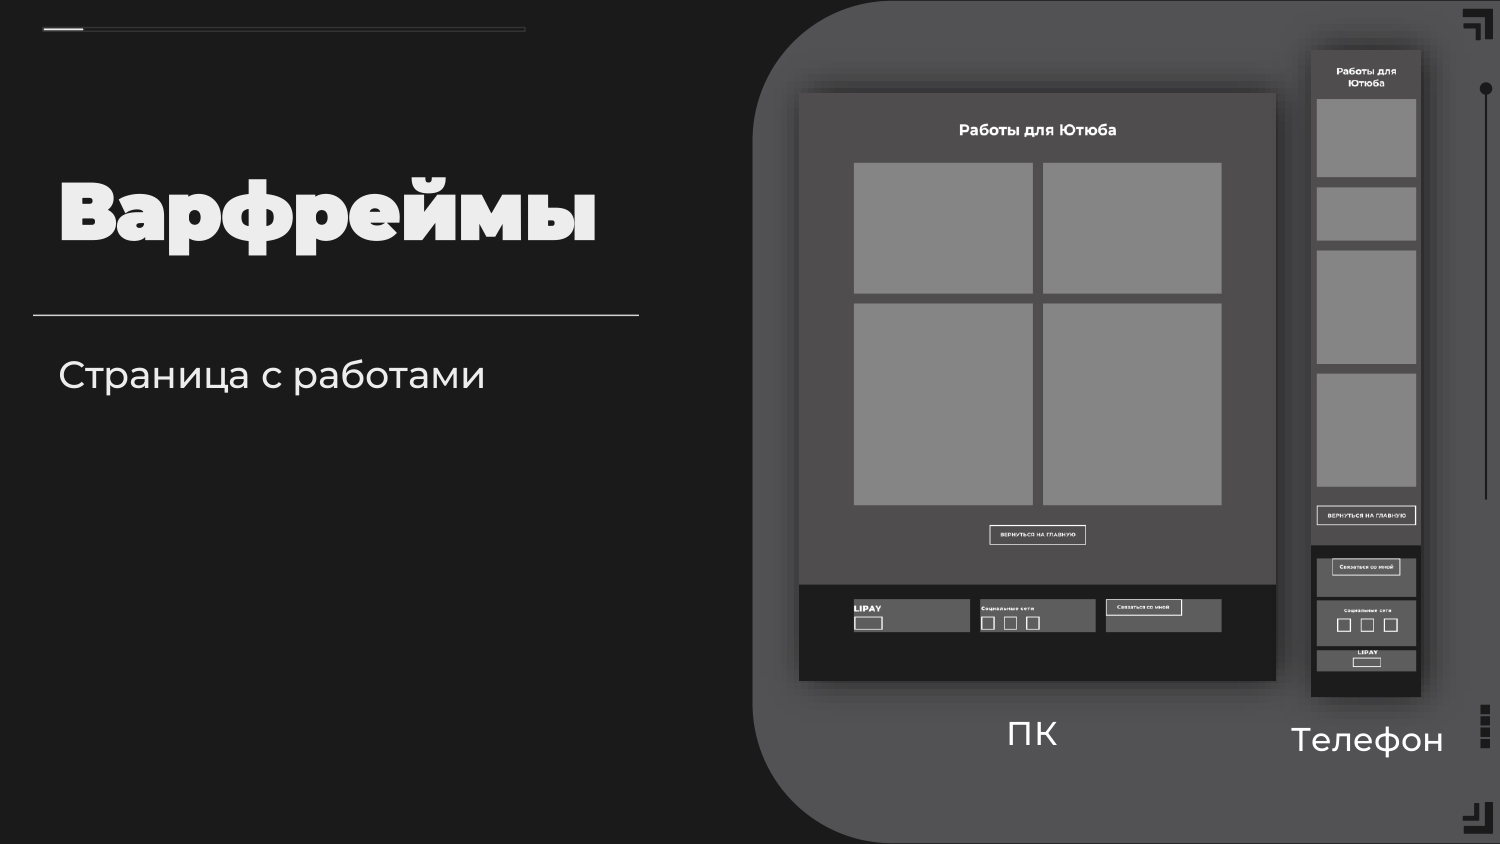 Варфреймы
Страница с работами
Работы для Ютюба
ВЕРНУТЬСЯ НА ГЛАВНУЮ
LIPAY
Социальные сети
Связаться со мной
ПК
Работы для
Ютюба
ВЕРНУТЬСЯ НА ГЛАВНУЮ
Связаться со мной
Социальные сети
LIPAY
Телефон